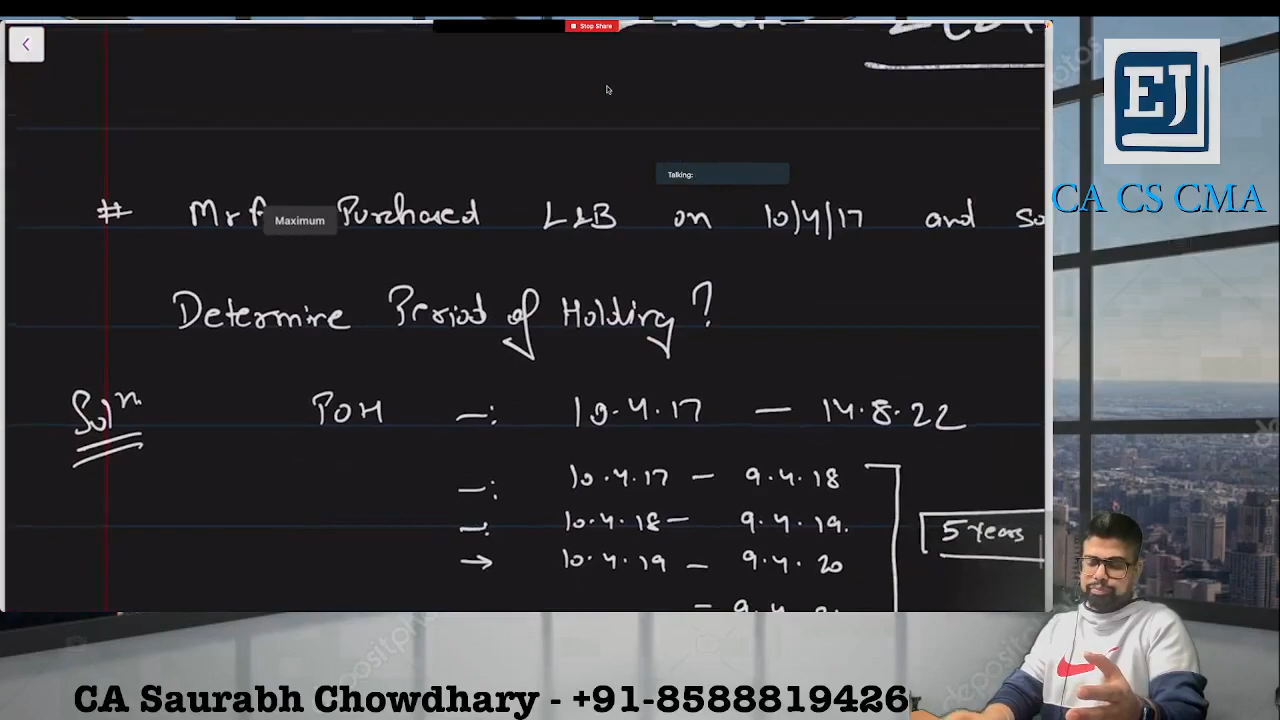 Stop Share
EJ
CA CS CMA
Talking:
Maximum
# Mr Purchased L&B on 10/4/17 and so
Determine Period of Holding?
Soln. POH -: 10.4.17 — 14.8.22
-: 10.4.17 - 9.4.18
-: 10.4.18 - 9.4.19.
→ 10.4.19 - 9.4.20
5 Years
CA Saurabh Chowdhary - +91-8588819426